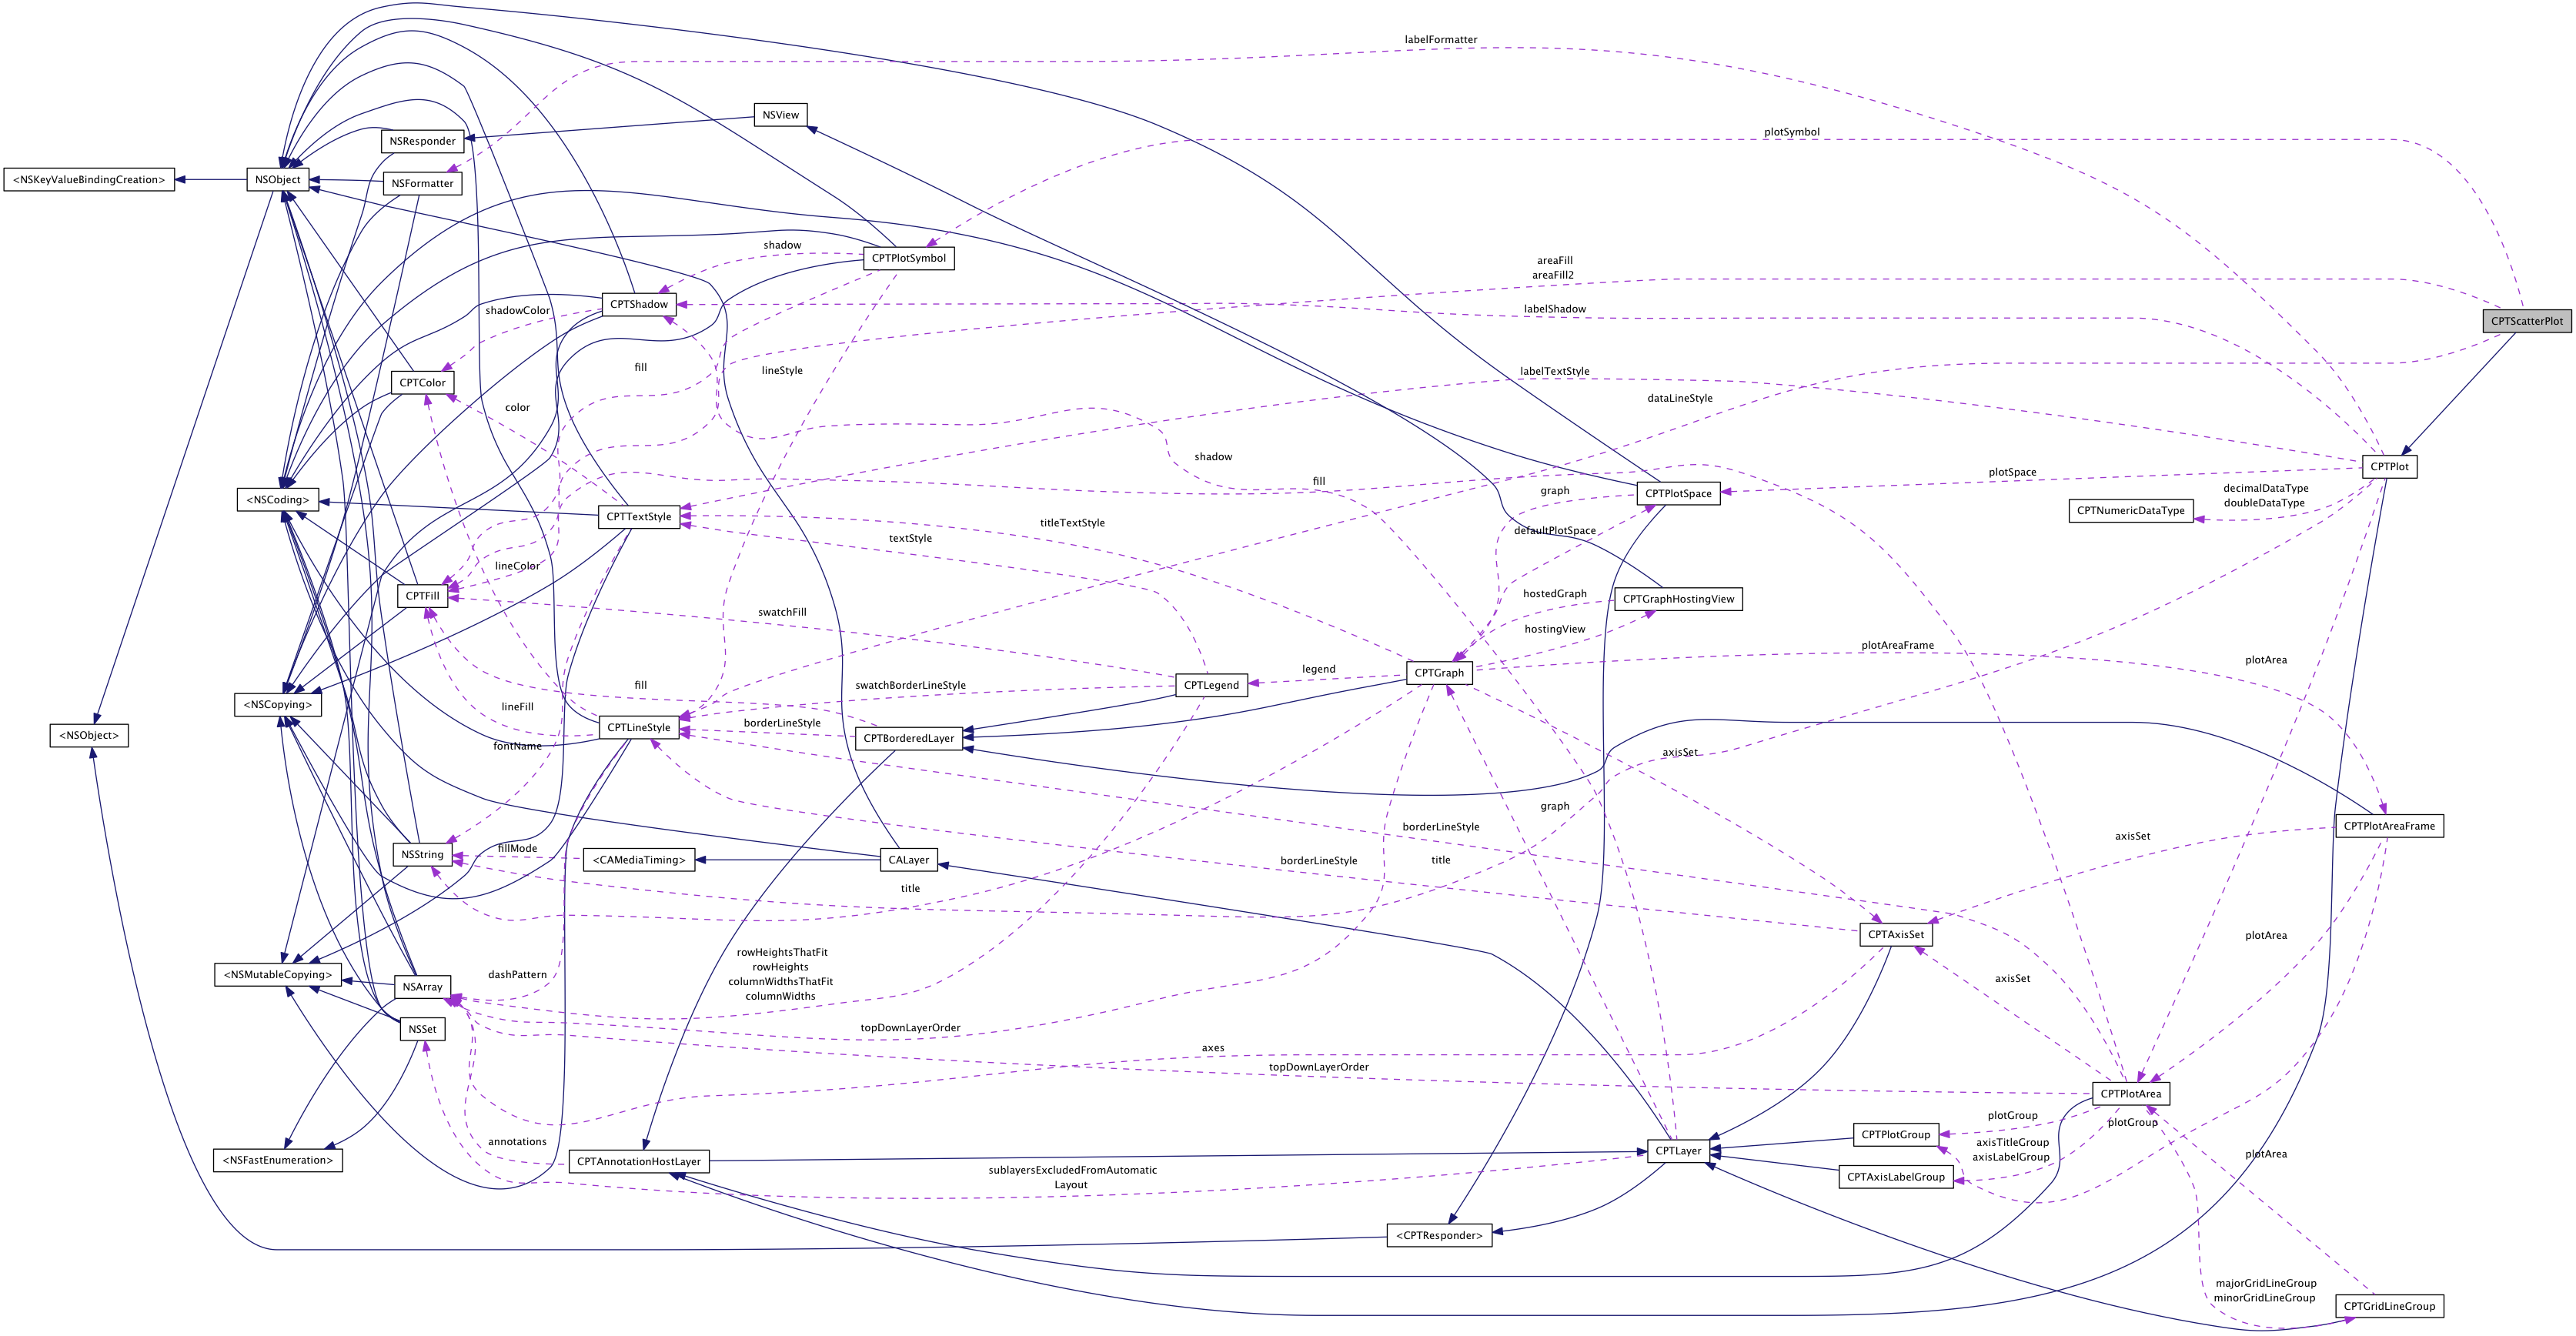 labelFormatter
NSView
plotSymbol
NSResponder
<NSKeyValueBindingCreation>
NSObject
NSFormatter
shadow
CPTPlotSymbol
areaFill
areaFill2
CPTShadow
shadowColor
labelShadow
CPTScatterPlot
fill
lineStyle
labelTextStyle
CPTColor
dataLineStyle
color
shadow
CPTPlot
plotSpace
fill
graph
CPTPlotSpace
decimalDataType
doubleDataType
<NSCoding>
CPTNumericDataType
CPTTextStyle
titleTextStyle
defaultPlotSpace
textStyle
lineColor
CPTFill
hostedGraph
CPTGraphHostingView
swatchFill
hostingView
plotAreaFrame
plotArea
legend
CPTGraph
fill
swatchBorderLineStyle
CPTLegend
<NSCopying>
lineFill
borderLineStyle
CPTLineStyle
<NSObject>
CPTBorderedLayer
fontName
axisSet
graph
borderLineStyle
CPTPlotAreaFrame
axisSet
fillMode
NSString
<CAMediaTiming>
CALayer
borderLineStyle
title
title
CPTAxisSet
plotArea
rowHeightsThatFit
rowHeights
columnWidthsThatFit
columnWidths
<NSMutableCopying>
dashPattern
axisSet
NSArray
NSSet
topDownLayerOrder
axes
topDownLayerOrder
CPTPlotArea
plotGroup
plotGroup
CPTPlotGroup
annotations
axisTitleGroup
axisLabelGroup
CPTLayer
plotArea
<NSFastEnumeration>
CPTAnnotationHostLayer
sublayersExcludedFromAutomatic
Layout
CPTAxisLabelGroup
<CPTResponder>
majorGridLineGroup
minorGridLineGroup
CPTGridLineGroup